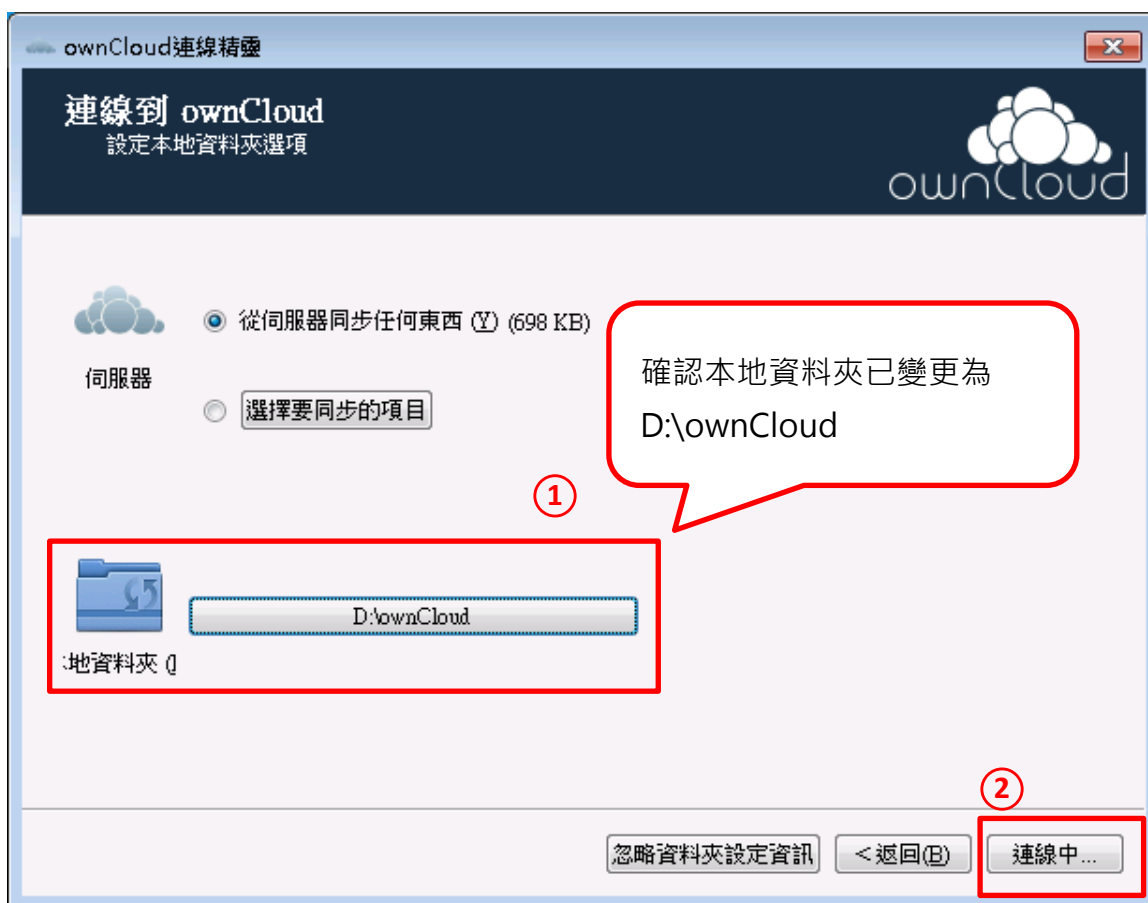 ownCloud連線精靈
連線到 ownCloud
設定本地資料夾選項
ownCloud
從伺服器同步任何東西 (Y) (698 KB)
伺服器
選擇要同步的項目
確認本地資料夾已變更為
D:\ownCloud
①
D:\ownCloud
地資料夾 (
②
忽略資料夾設定資訊
<返回(B)
連線中...